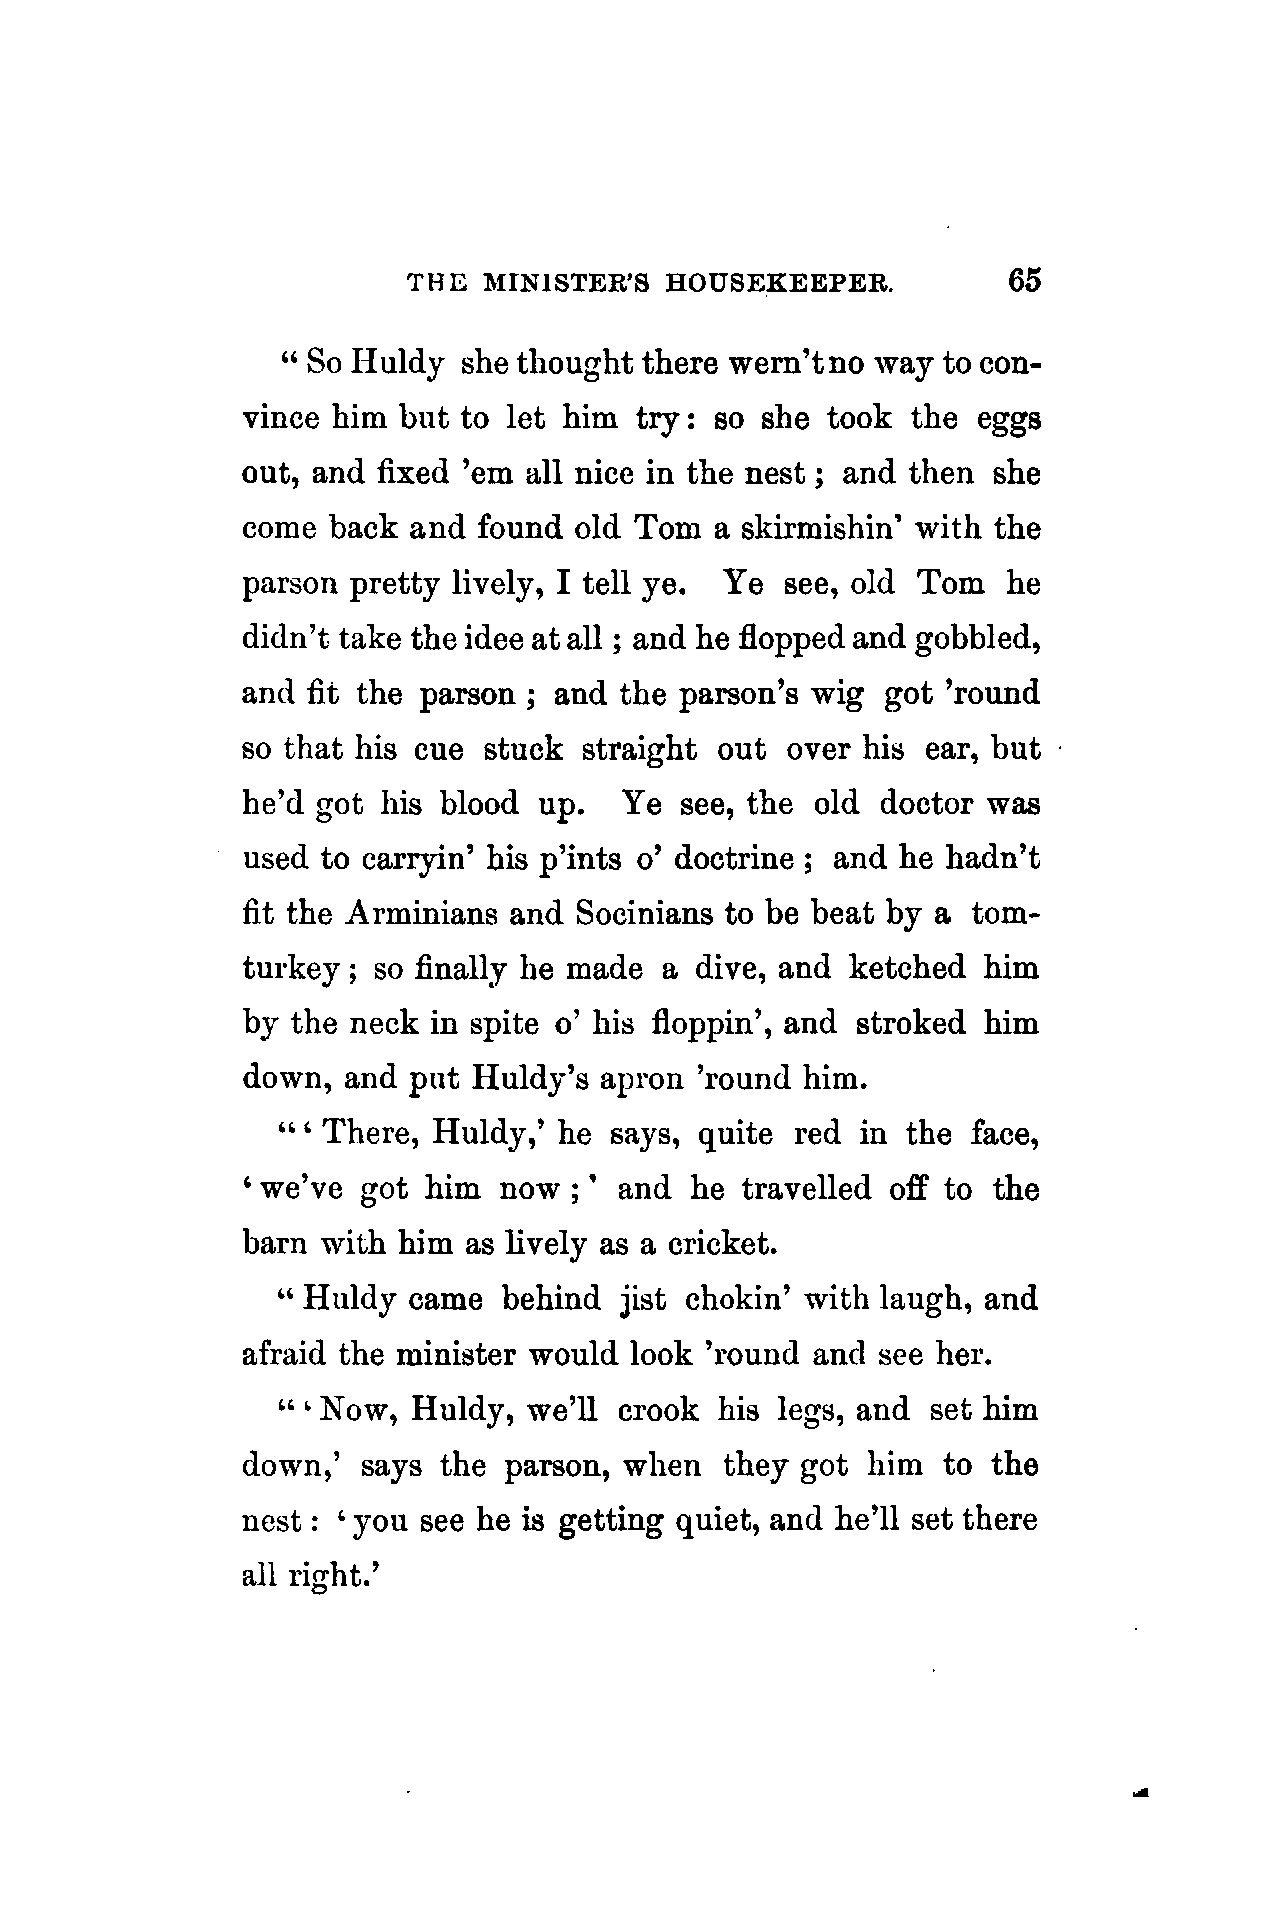 THE MINISTER'S HOUSEKEEPER. 65
“ So Huldy she thought there wern't no way to con-
vince him but to let him try: so she took the eggs
out, and fixed 'em all nice in the nest ; and then she
come back and found old Tom a skirmishin' with the
parson pretty lively, I tell ye. Ye see, old Tom he
didn't take the idee at all ; and he flopped and gobbled,
and fit the parson ; and the parson's wig got 'round
so that his cue stuck straight out over his ear, but
he'd got his blood up. Ye see, the old doctor was
used to carryin' his p'ints o' doctrine ; and he hadn't
fit the Arminians and Socinians to be beat by a tom-
turkey ; so finally he made a dive, and ketched him
by the neck in spite o' his floppin', and stroked him
down, and put Huldy's apron 'round him.
“ ‘ There, Huldy,’ he says, quite red in the face,
‘ we've got him now ; ’ and he travelled off to the
barn with him as lively as a cricket.
“ Huldy came behind jist chokin' with laugh, and
afraid the minister would look 'round and see her.
“ ‘ Now, Huldy, we'll crook his legs, and set him
down,’ says the parson, when they got him to the
nest : ‘ you see he is getting quiet, and he'll set there
all right.’